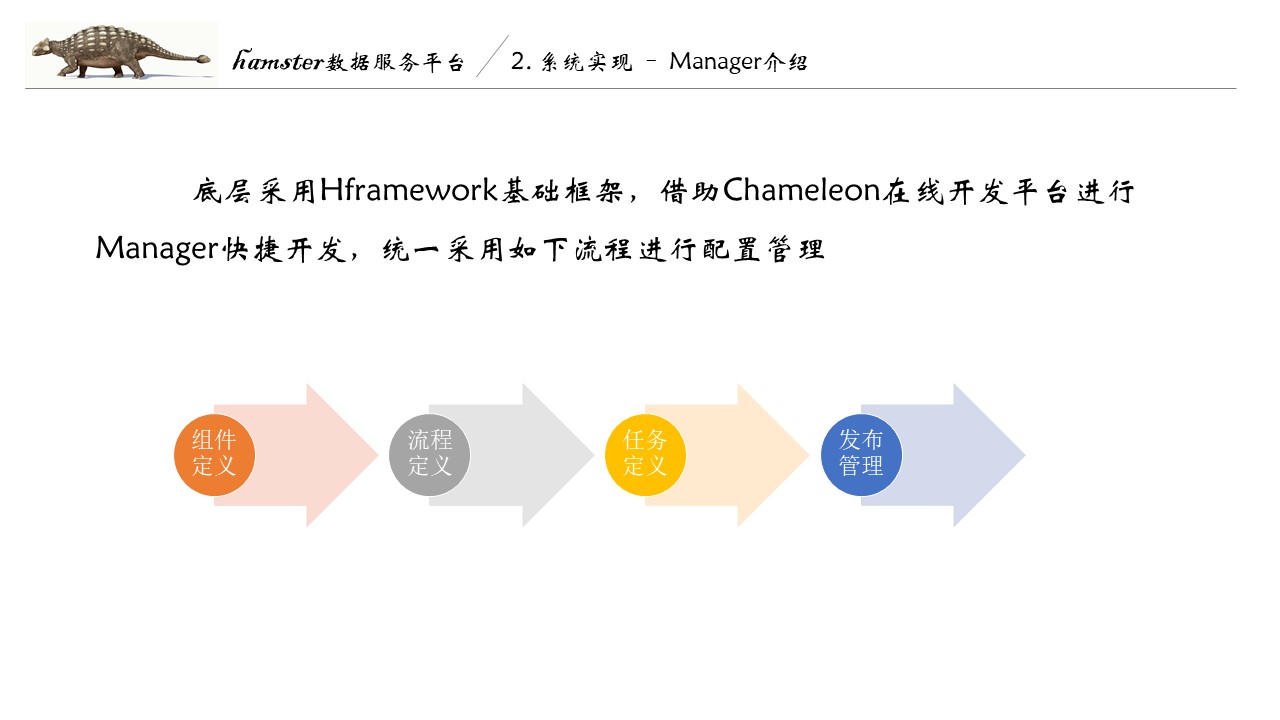 hamster数据服务平台 2. 系统实现 - Manager介绍
底层采用Hframework基础框架，借助Chameleon在线开发平台进行
Manager快捷开发，统一采用如下流程进行配置管理
组件
定义
流程
定义
任务
定义
发布
管理